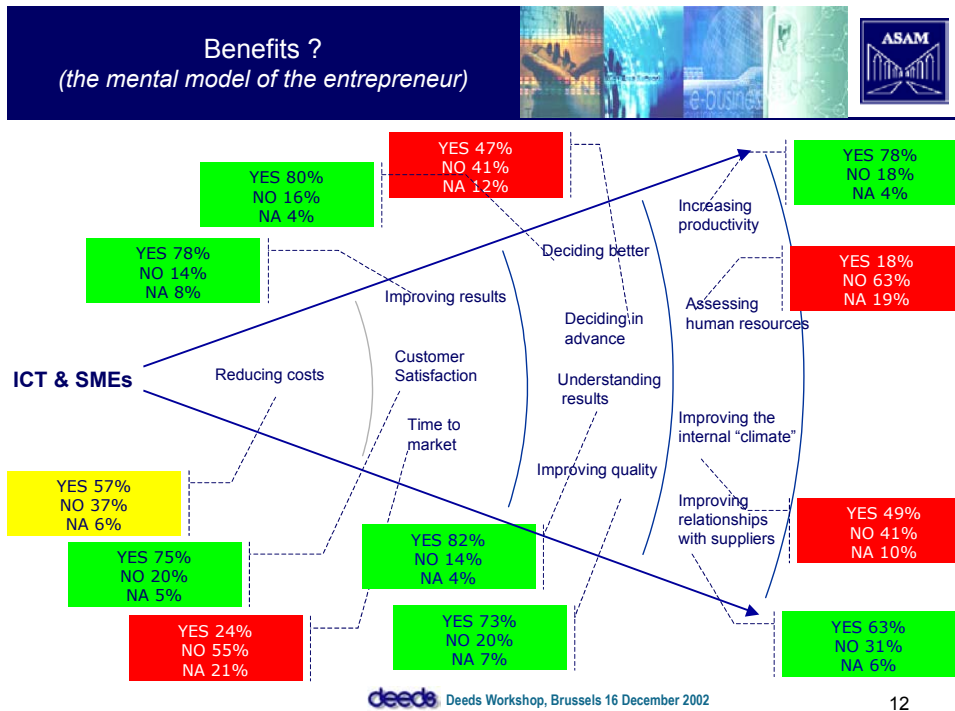 Benefits ?
(the mental model of the entrepreneur)
ASAM
e-business
YES 47%
NO 41%
NA 12%
YES 78%
NO 18%
NA 4%
YES 80%
NO 16%
NA 4%
Increasing
productivity
YES 78%
NO 14%
NA 8%
Deciding better
YES 18%
NO 63%
NA 19%
Improving results
Assessing
human resources
Deciding in
advance
ICT & SMEs
Reducing costs
Customer
Satisfaction
Understanding
results
Time to
market
Improving the
internal “climate”
Improving quality
YES 57%
NO 37%
NA 6%
Improving
relationships
with suppliers
YES 49%
NO 41%
NA 10%
YES 82%
NO 14%
NA 4%
YES 75%
NO 20%
NA 5%
YES 73%
NO 20%
NA 7%
YES 24%
NO 55%
NA 21%
YES 63%
NO 31%
NA 6%
deeds Deeds Workshop, Brussels 16 December 2002
12